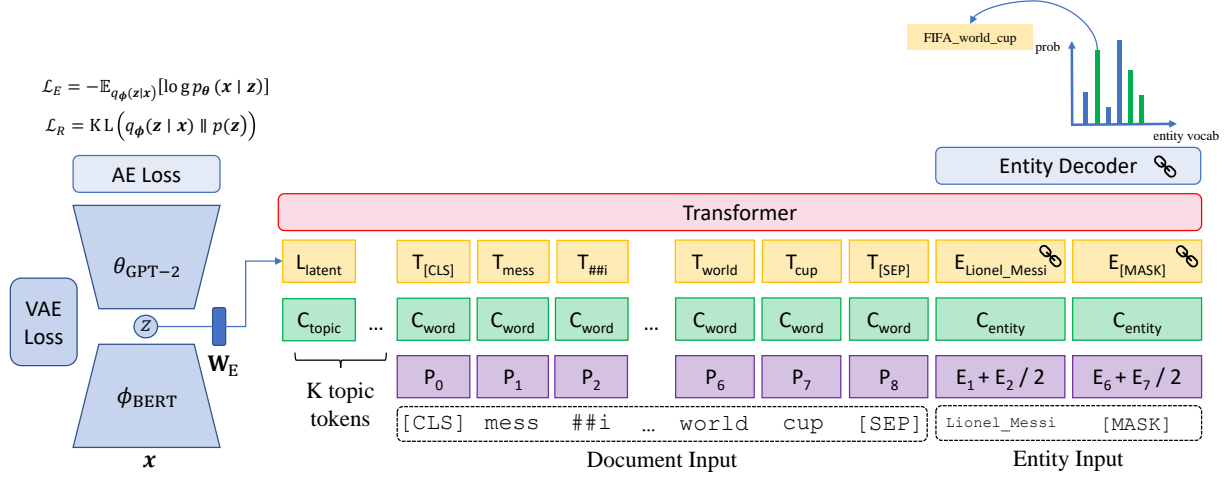 FIFA_world_cup
prob
entity vocab
ℒ_E = −𝔼_{q_ϕ(z|x)}[log p_θ (x | z)]
ℒ_R = KL(q_ϕ(z | x) ∥ p(z))
AE Loss
Entity Decoder
Transformer
θ_GPT−2
L_latent T_[CLS] T_mess T_##i T_world T_cup T_[SEP] E_Lionel_Messi E_[MASK]
VAE
Loss
z
W_E
C_topic ... C_word C_word C_word ... C_word C_word C_word C_entity C_entity
ϕ_BERT
K topic
tokens
P_0 P_1 P_2 P_6 P_7 P_8 E_1 + E_2 / 2 E_6 + E_7 / 2
[CLS] mess ##i ... world cup [SEP] Lionel_Messi [MASK]
x
Document Input
Entity Input